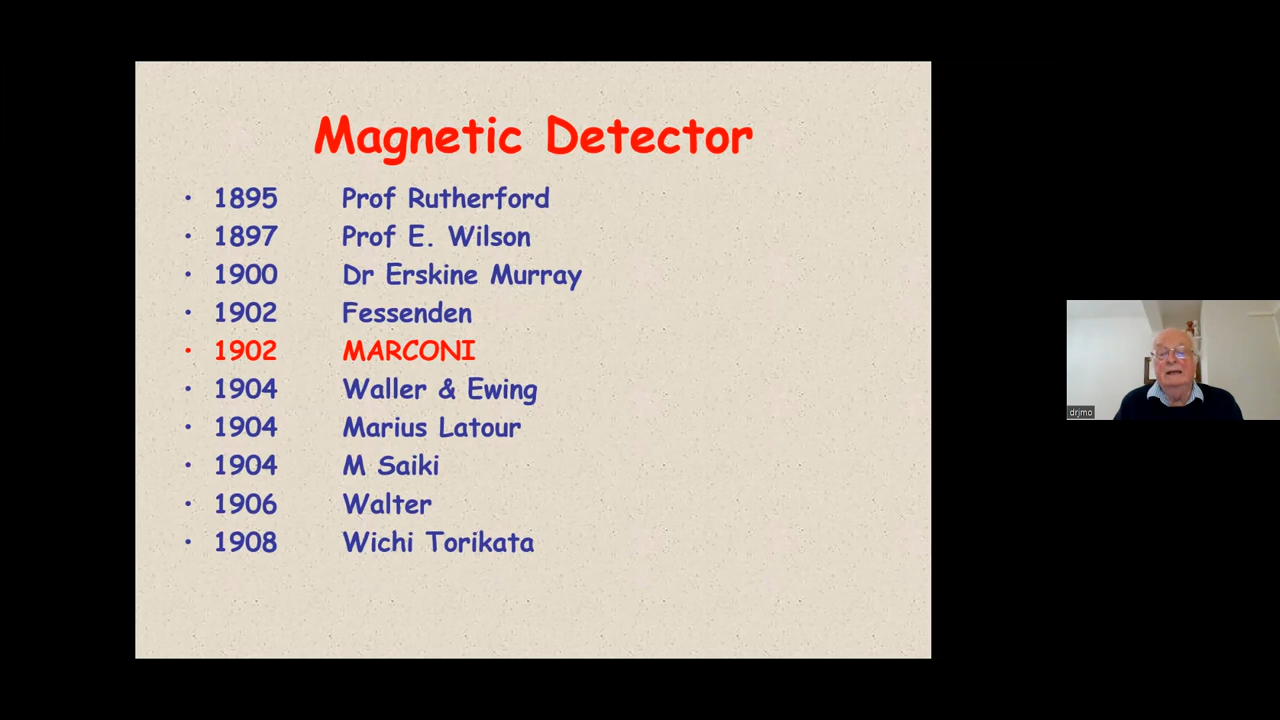 Magnetic Detector
• 1895 Prof Rutherford
• 1897 Prof E. Wilson
• 1900 Dr Erskine Murray
• 1902 Fessenden
• 1902 MARCONI
• 1904 Waller & Ewing
• 1904 Marius Latour
• 1904 M Saiki
• 1906 Walter
• 1908 Wichi Torikata
drjmo